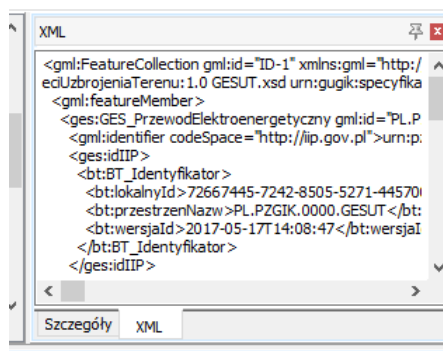 XML
<gml:FeatureCollection gml:id="ID-1" xmlns:gml="http:/
eciUzbrojeniaTerenu:1.0 GESUT.xsd urn:gugik:specyfika
<gml:featureMember>
<ges:GES_PrzewodElektroenergetyczny gml:id="PL.P
<gml:identifier codeSpace="http://iip.gov.pl">urn:p
<ges:idIIP>
<bt:BT_Identyfikator>
<bt:lokalnyId>72667445-7242-8505-5271-44570
<bt:przestrzenNazw>PL.PZGIK.0000.GESUT</bt:
<bt:wersjaId>2017-05-17T14:08:47</bt:wersjaI
</bt:BT_Identyfikator>
</ges:idIIP>
Szczegóły XML